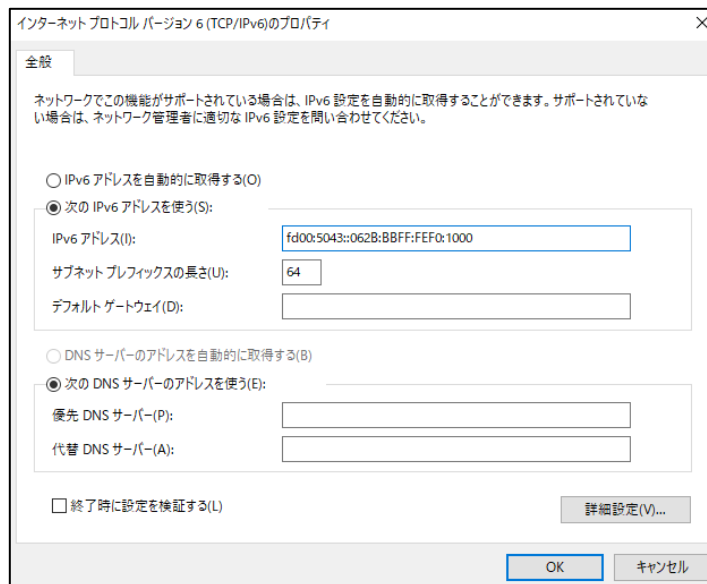 インターネット プロトコル バージョン 6 (TCP/IPv6)のプロパティ
全般
ネットワークでこの機能がサポートされている場合は、IPv6 設定を自動的に取得することができます。サポートされていな
い場合は、ネットワーク管理者に適切な IPv6 設定を問い合わせてください。
IPv6 アドレスを自動的に取得する(O)
次の IPv6 アドレスを使う(S):
IPv6 アドレス(I): fd00:5043::062B:BBFF:FEF0:1000
サブネット プレフィックスの長さ(U): 64
デフォルト ゲートウェイ(D):
DNS サーバーのアドレスを自動的に取得する(B)
次の DNS サーバーのアドレスを使う(E):
優先 DNS サーバー(P):
代替 DNS サーバー(A):
終了時に設定を検証する(L)
詳細設定(V)...
OK キャンセル